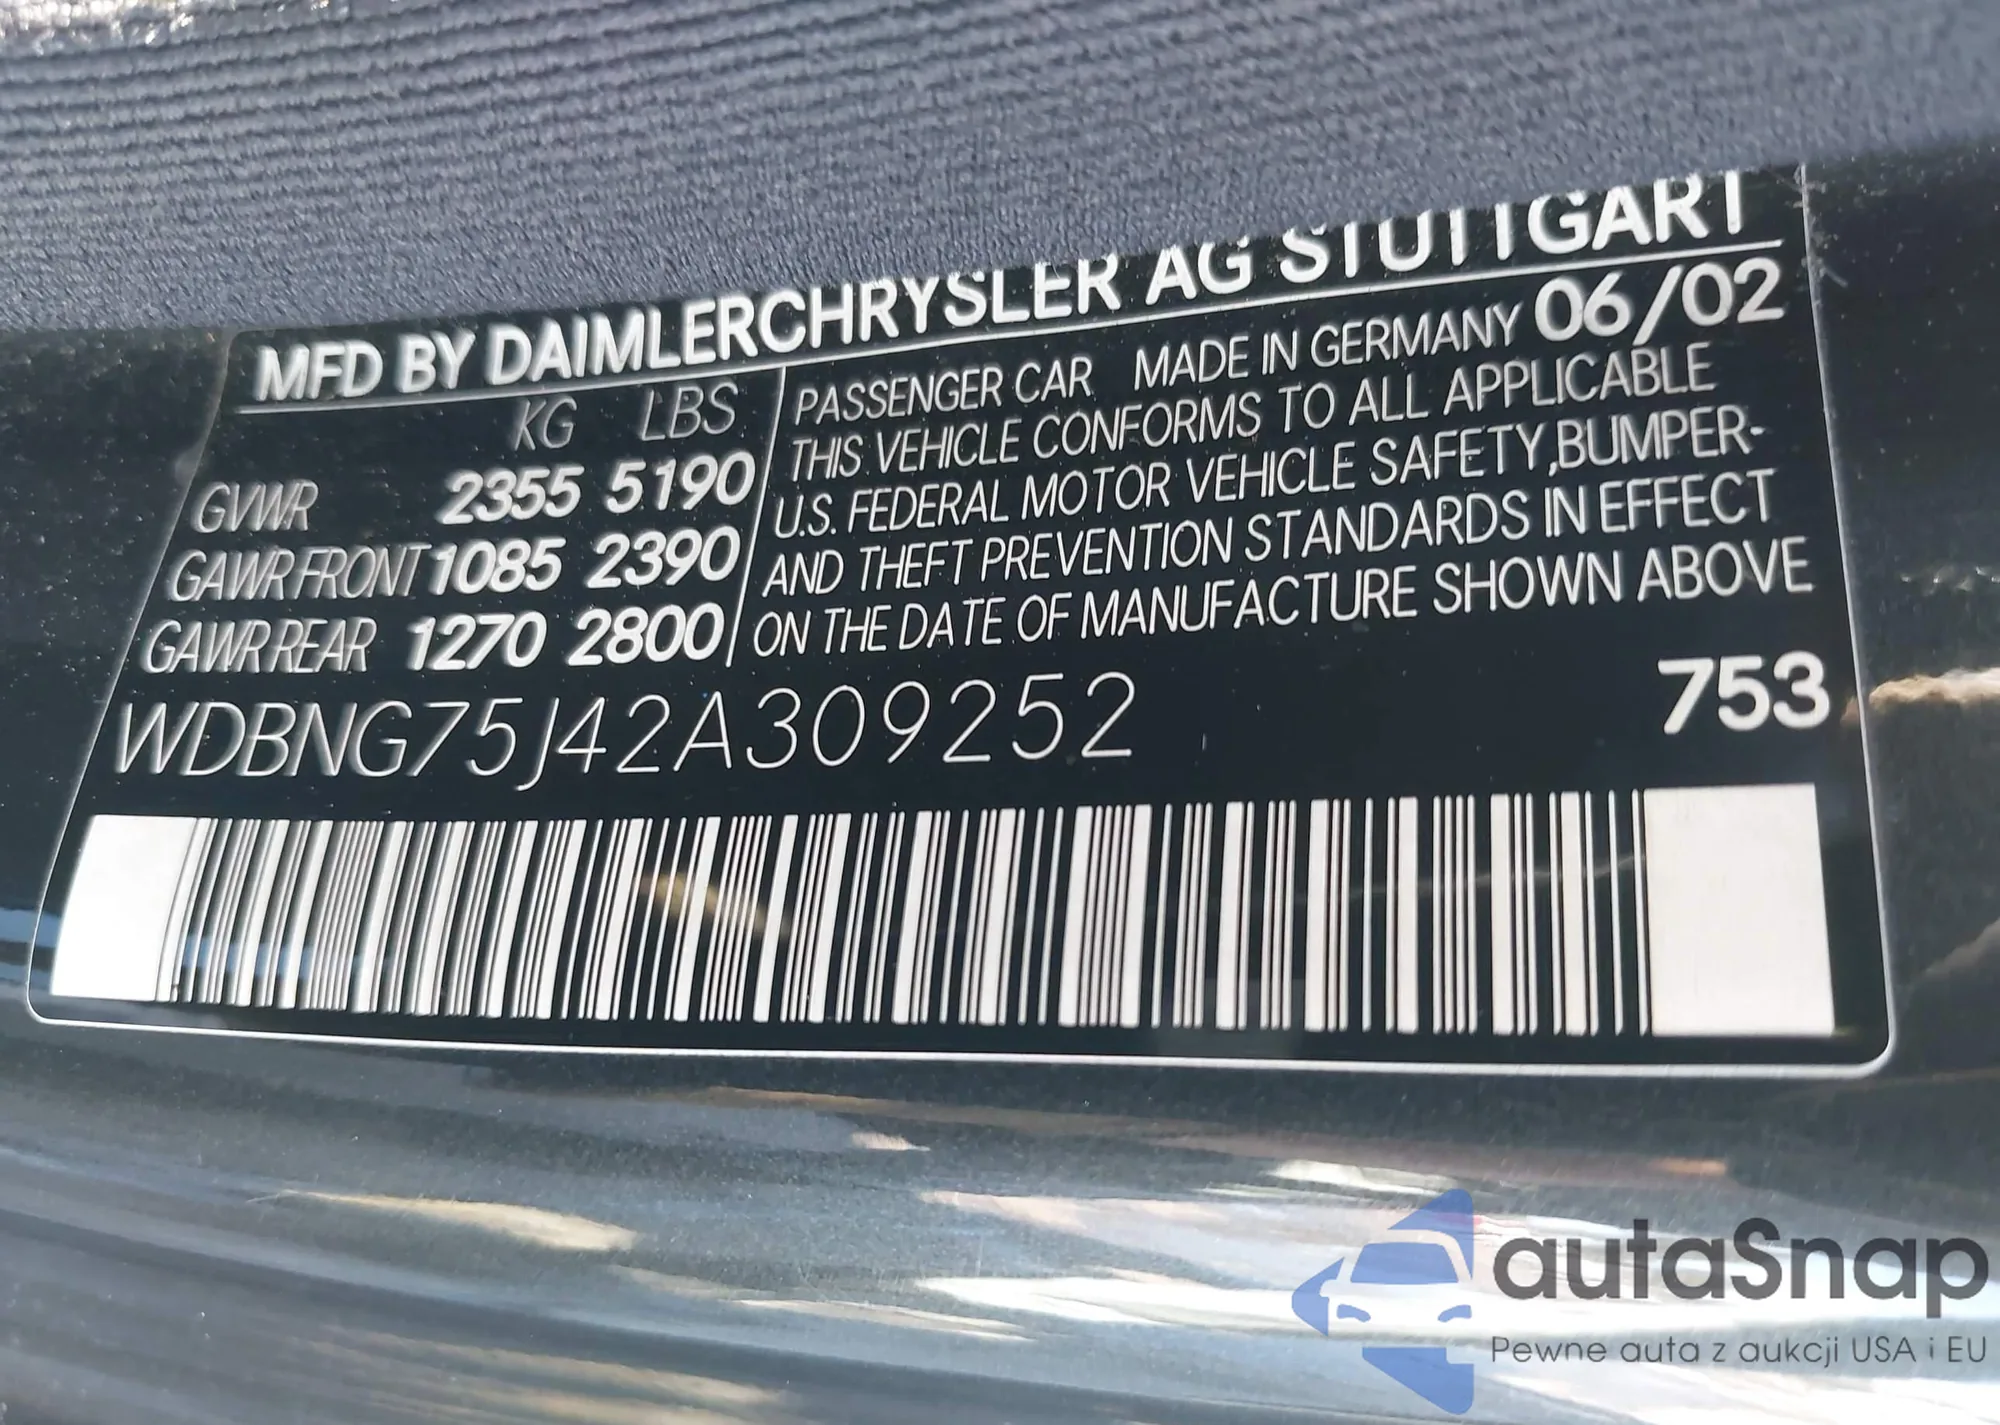 MFD BY DAIMLERCHRYSLER AG STUTTGART
KG LBS
GVWR 2355 5190
GAWR FRONT 1085 2390
GAWR REAR 1270 2800
PASSENGER CAR MADE IN GERMANY 06/02
THIS VEHICLE CONFORMS TO ALL APPLICABLE
U.S. FEDERAL MOTOR VEHICLE SAFETY,BUMPER-
AND THEFT PREVENTION STANDARDS IN EFFECT
ON THE DATE OF MANUFACTURE SHOWN ABOVE
WDBNG75J42A309252
753
autaSnap
Pewne auta z aukcji USA i EU